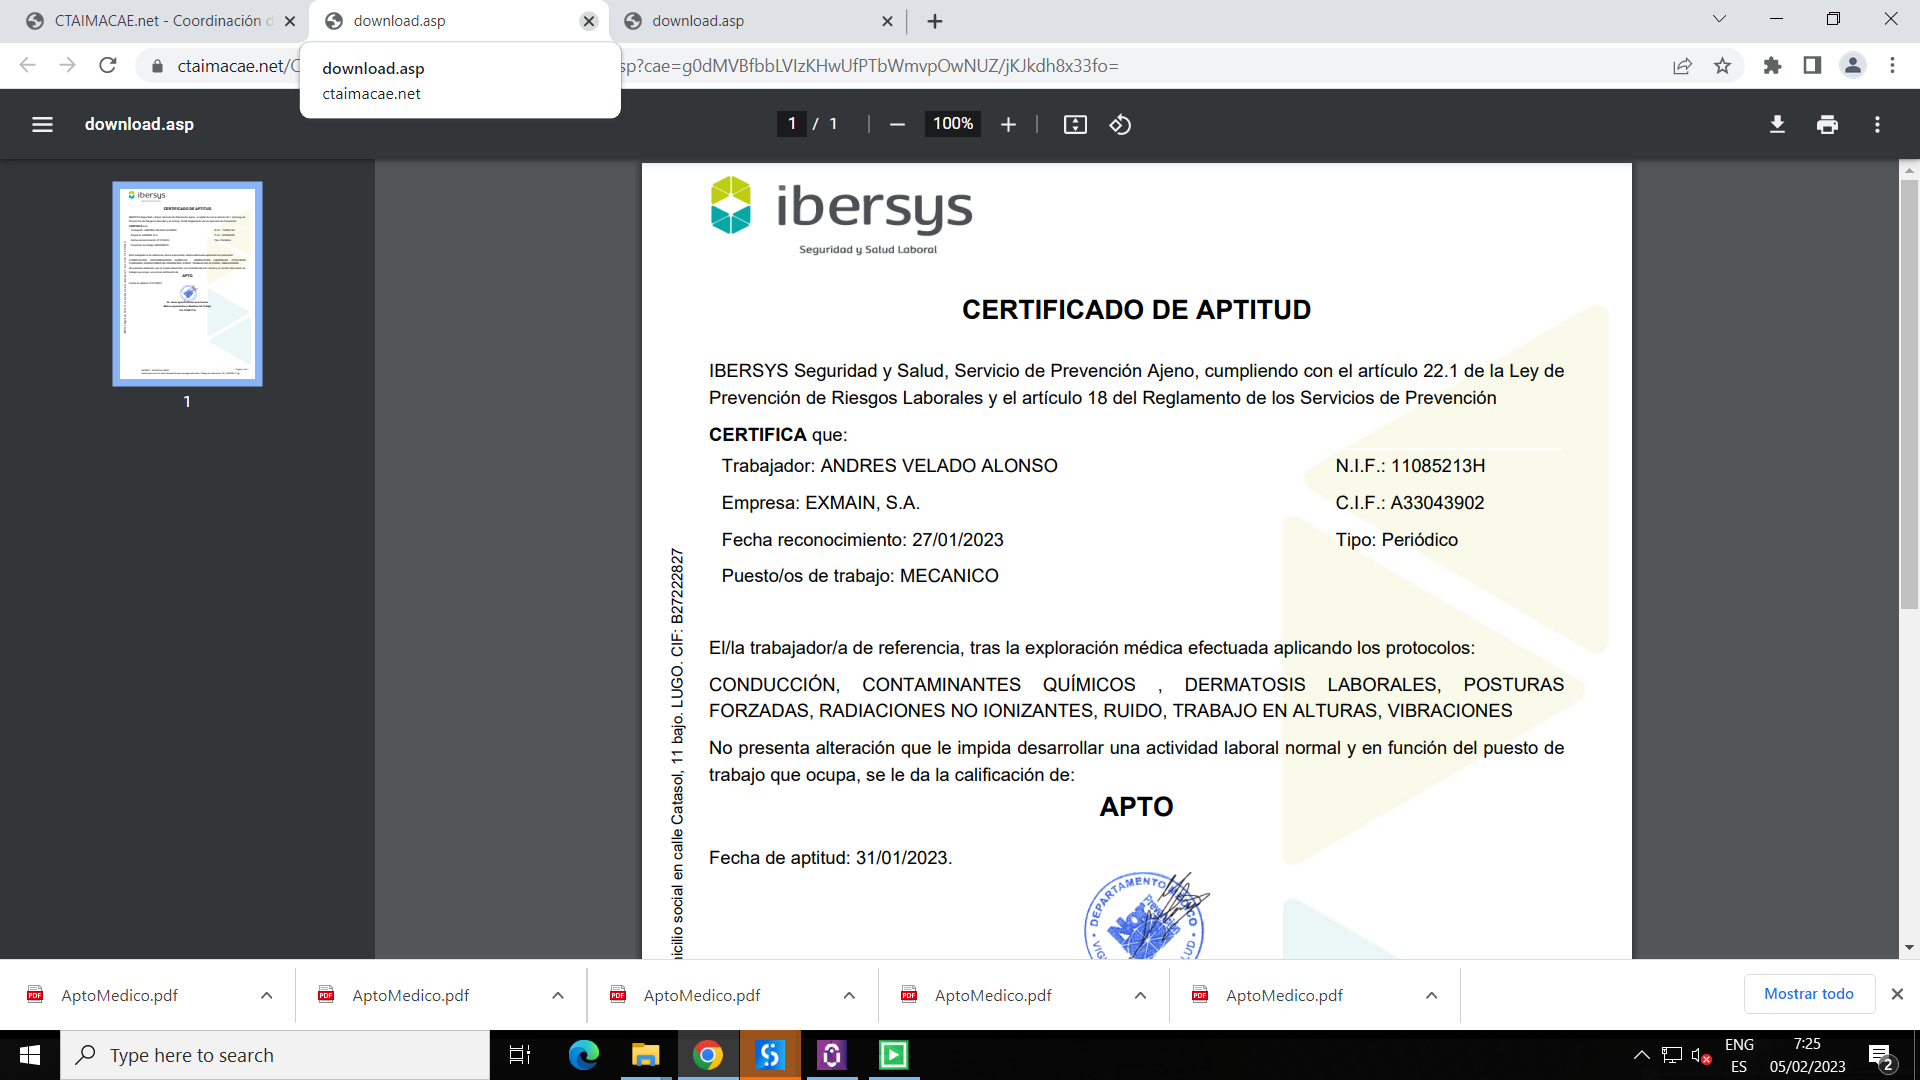 CTAIMACAE.net - Coordinación d
download.asp
download.asp
ctaimacae.net/C
sp?cae=g0dMVBfbbLVIzKHwUfPTbWmvpOwNUZ/jKJkdh8x33fo=
download.asp
ctaimacae.net
download.asp
1 / 1
100%
1
ibersys
Seguridad y Salud Laboral
CERTIFICADO DE APTITUD
IBERSYS Seguridad y Salud, Servicio de Prevención Ajeno, cumpliendo con el artículo 22.1 de la Ley de
Prevención de Riesgos Laborales y el artículo 18 del Reglamento de los Servicios de Prevención
CERTIFICA que:
Trabajador: ANDRES VELADO ALONSO N.I.F.: 11085213H
Empresa: EXMAIN, S.A. C.I.F.: A33043902
Fecha reconocimiento: 27/01/2023 Tipo: Periódico
Puesto/os de trabajo: MECANICO
El/la trabajador/a de referencia, tras la exploración médica efectuada aplicando los protocolos:
CONDUCCIÓN, CONTAMINANTES QUÍMICOS , DERMATOSIS LABORALES, POSTURAS
FORZADAS, RADIACIONES NO IONIZANTES, RUIDO, TRABAJO EN ALTURAS, VIBRACIONES
No presenta alteración que le impida desarrollar una actividad laboral normal y en función del puesto de
trabajo que ocupa, se le da la calificación de:
APTO
Fecha de aptitud: 31/01/2023.
DEPARTAMENTO MEDICO
micilio social en calle Catasol, 11 bajo. LUGO. CIF: B27222827
AptoMedico.pdf
AptoMedico.pdf
AptoMedico.pdf
AptoMedico.pdf
AptoMedico.pdf
Mostrar todo
Type here to search
ENG
ES
7:25
05/02/2023
2